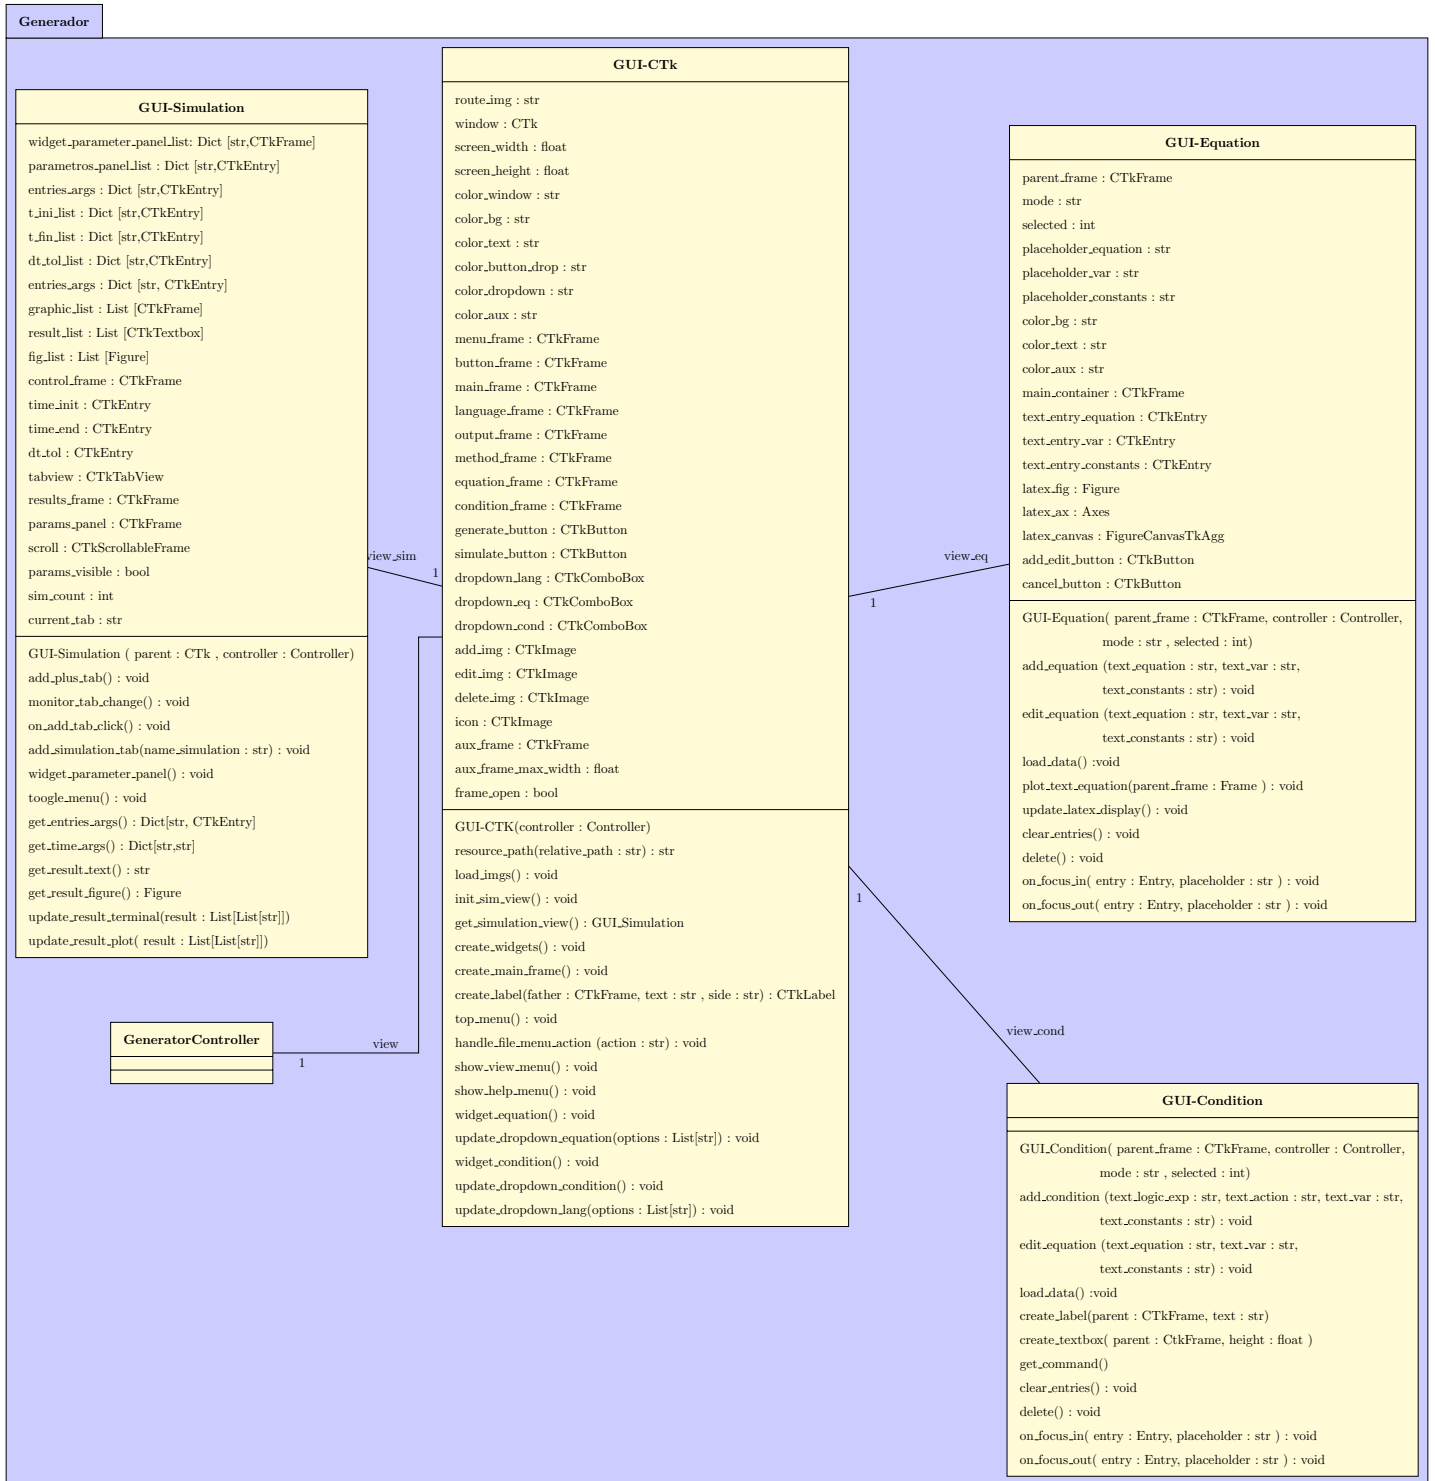 Generador
GUI-Simulation
widget_parameter_panel_list: Dict [str,CTkFrame]
parametros_panel_list : Dict [str,CTkEntry]
entries_args : Dict [str,CTkEntry]
t_ini_list : Dict [str,CTkEntry]
t_fin_list : Dict [str,CTkEntry]
dt_tol_list : Dict [str,CTkEntry]
entries_args : Dict [str, CTkEntry]
graphic_list : List [CTkFrame]
result_list : List [CTkTextbox]
fig_list : List [Figure]
control_frame : CTkFrame
time_init : CTkEntry
time_end : CTkEntry
dt_tol : CTkEntry
tabview : CTkTabView
results_frame : CTkFrame
params_panel : CTkFrame
scroll : CTkScrollableFrame
params_visible : bool
sim_count : int
current_tab : str
GUI-Simulation ( parent : CTk , controller : Controller)
add_plus_tab() : void
monitor_tab_change() : void
on_add_tab_click() : void
add_simulation_tab(name_simulation : str) : void
widget_parameter_panel() : void
toogle_menu() : void
get_entries_args() : Dict[str, CTkEntry]
get_time_args() : Dict[str,str]
get_result_text() : str
get_result_figure() : Figure
update_result_terminal(result : List[List[str]])
update_result_plot( result : List[List[str]])
view_sim
1
GeneratorController
view
1
GUI-CTk
route_img : str
window : CTk
screen_width : float
screen_height : float
color_window : str
color_bg : str
color_text : str
color_button_drop : str
color_dropdown : str
color_aux : str
menu_frame : CTkFrame
button_frame : CTkFrame
main_frame : CTkFrame
language_frame : CTkFrame
output_frame : CTkFrame
method_frame : CTkFrame
equation_frame : CTkFrame
condition_frame : CTkFrame
generate_button : CTkButton
simulate_button : CTkButton
dropdown_lang : CTkComboBox
dropdown_eq : CTkComboBox
dropdown_cond : CTkComboBox
add_img : CTkImage
edit_img : CTkImage
delete_img : CTkImage
icon : CTkImage
aux_frame : CTkFrame
aux_frame_max_width : float
frame_open : bool
GUI-CTK(controller : Controller)
resource_path(relative_path : str) : str
load_imgs() : void
init_sim_view() : void
get_simulation_view() : GUI_Simulation
create_widgets() : void
create_main_frame() : void
create_label(father : CTkFrame, text : str , side : str) : CTkLabel
top_menu() : void
handle_file_menu_action (action : str) : void
show_view_menu() : void
show_help_menu() : void
widget_equation() : void
update_dropdown_equation(options : List[str]) : void
widget_condition() : void
update_dropdown_condition() : void
update_dropdown_lang(options : List[str]) : void
view_eq
1
GUI-Equation
parent_frame : CTkFrame
mode : str
selected : int
placeholder_equation : str
placeholder_var : str
placeholder_constants : str
color_bg : str
color_text : str
color_aux : str
main_container : CTkFrame
text_entry_equation : CTkEntry
text_entry_var : CTkEntry
text_entry_constants : CTkEntry
latex_fig : Figure
latex_ax : Axes
latex_canvas : FigureCanvasTkAgg
add_edit_button : CTkButton
cancel_button : CTkButton
GUI-Equation( parent_frame : CTkFrame, controller : Controller,
mode : str , selected : int)
add_equation (text_equation : str, text_var : str,
text_constants : str) : void
edit_equation (text_equation : str, text_var : str,
text_constants : str) : void
load_data() :void
plot_text_equation(parent_frame : Frame ) : void
update_latex_display() : void
clear_entries() : void
delete() : void
on_focus_in( entry : Entry, placeholder : str ) : void
on_focus_out( entry : Entry, placeholder : str ) : void
1
view_cond
GUI-Condition
GUI_Condition( parent_frame : CTkFrame, controller : Controller,
mode : str , selected : int)
add_condition (text_logic_exp : str, text_action : str, text_var : str,
text_constants : str) : void
edit_equation (text_equation : str, text_var : str,
text_constants : str) : void
load_data() :void
create_label(parent : CTkFrame, text : str)
create_textbox( parent : CtkFrame, height : float )
get_command()
clear_entries() : void
delete() : void
on_focus_in( entry : Entry, placeholder : str ) : void
on_focus_out( entry : Entry, placeholder : str ) : void